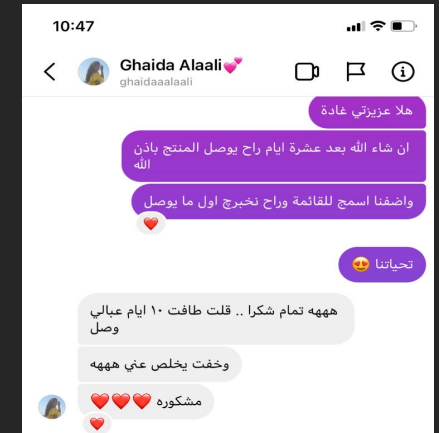 10:47
Ghaida Alaali💕
ghaidaaalaali
هلا عزيزتي غادة
ان شاء الله بعد عشرة ايام راح يوصل المنتج باذن
الله
واضفنا اسمج للقائمة وراح نخبرج اول ما يوصل
❤️
تحياتنا 😍
هههه تمام شكرا .. قلت طافت ١٠ ايام عبالي
وصل
وخفت يخلص عني هههه
مشكوره ❤️❤️❤️
❤️